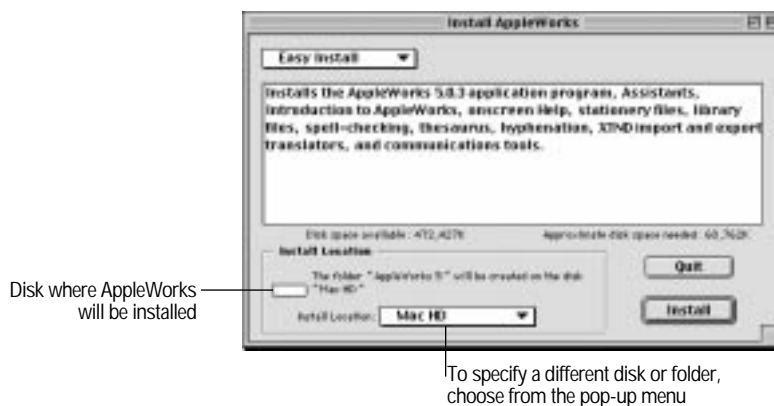 Install AppleWorks
Easy Install
Installs the AppleWorks 5.0.3 application program, Assistants,
Introduction to AppleWorks, onscreen Help, stationery files, library
files, spell-checking, thesaurus, hyphenation, XTND import and export
translators, and communications tools.
Disk space available: 472,427K Approximate disk space needed: 60,762K
Install Location
The folder "AppleWorks 5" will be created on the disk
"Mac HD"
Quit
Disk where AppleWorks
will be installed
Install Location: Mac HD
Install
To specify a different disk or folder,
choose from the pop-up menu